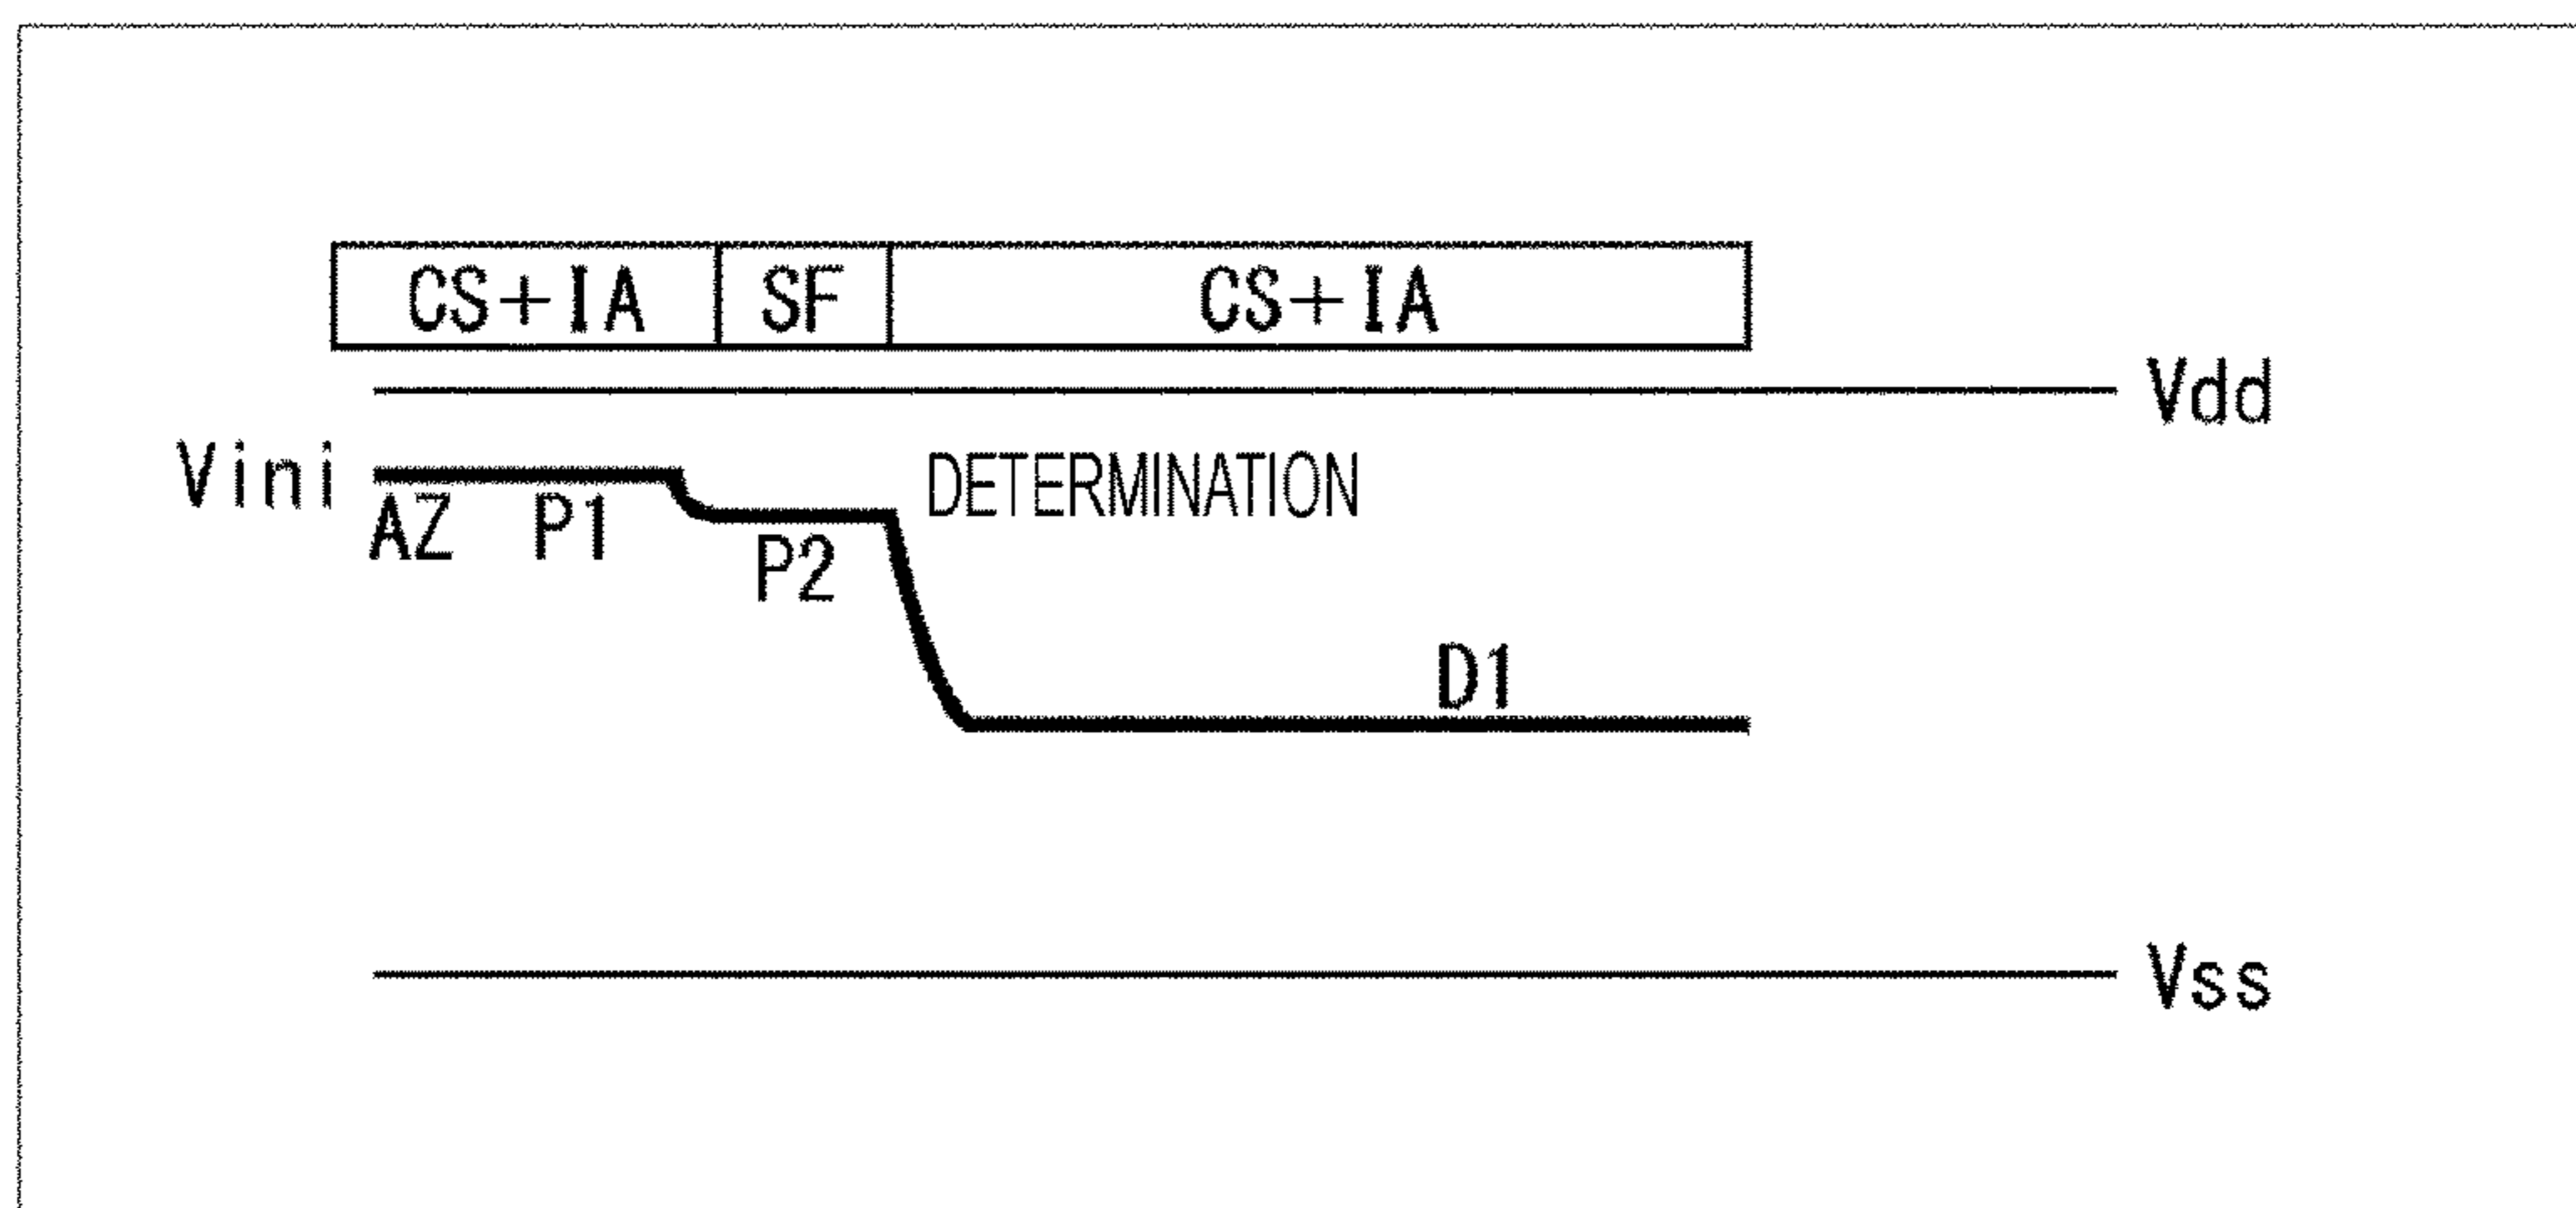 CS+IA SF CS+IA
Vdd
Vini
DETERMINATION
AZ P1
P2
D1
Vss